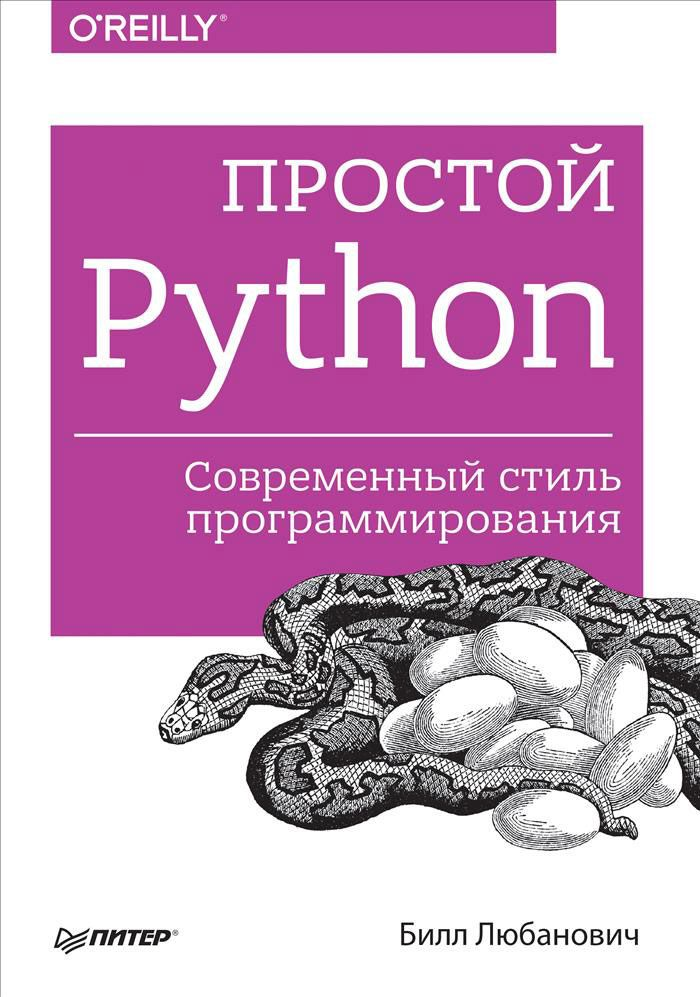 O'REILLY®
ПРОСТОЙ
Python
Современный стиль
программирования
ПИТЕР®
Билл Любанович